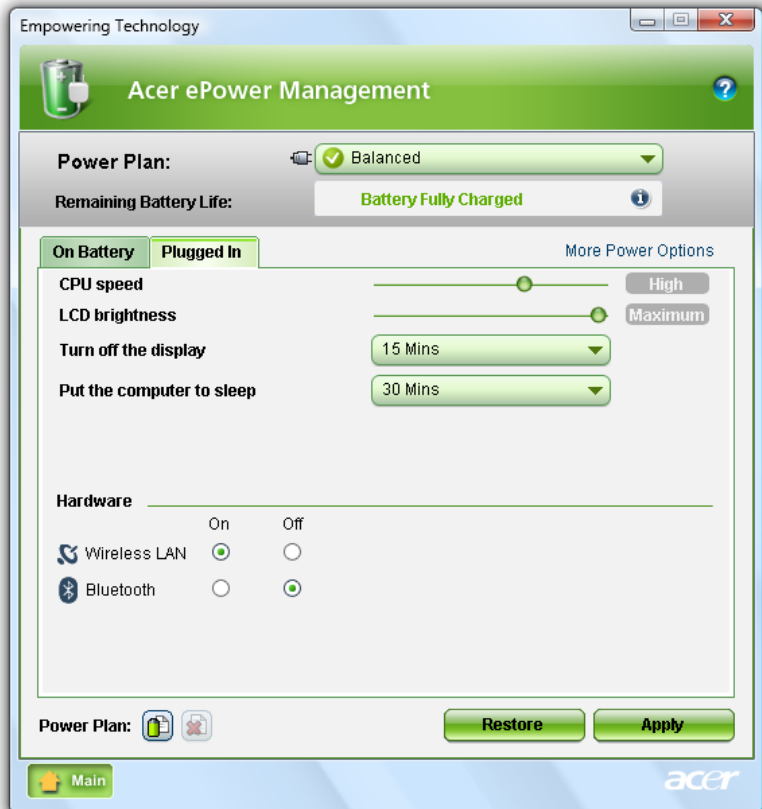 Empowering Technology
Acer ePower Management
?
Power Plan: Balanced
Remaining Battery Life: Battery Fully Charged i
On Battery Plugged In More Power Options
CPU speed High
LCD brightness Maximum
Turn off the display 15 Mins
Put the computer to sleep 30 Mins
Hardware
On Off
Wireless LAN
Bluetooth
Power Plan: Restore Apply
Main acer